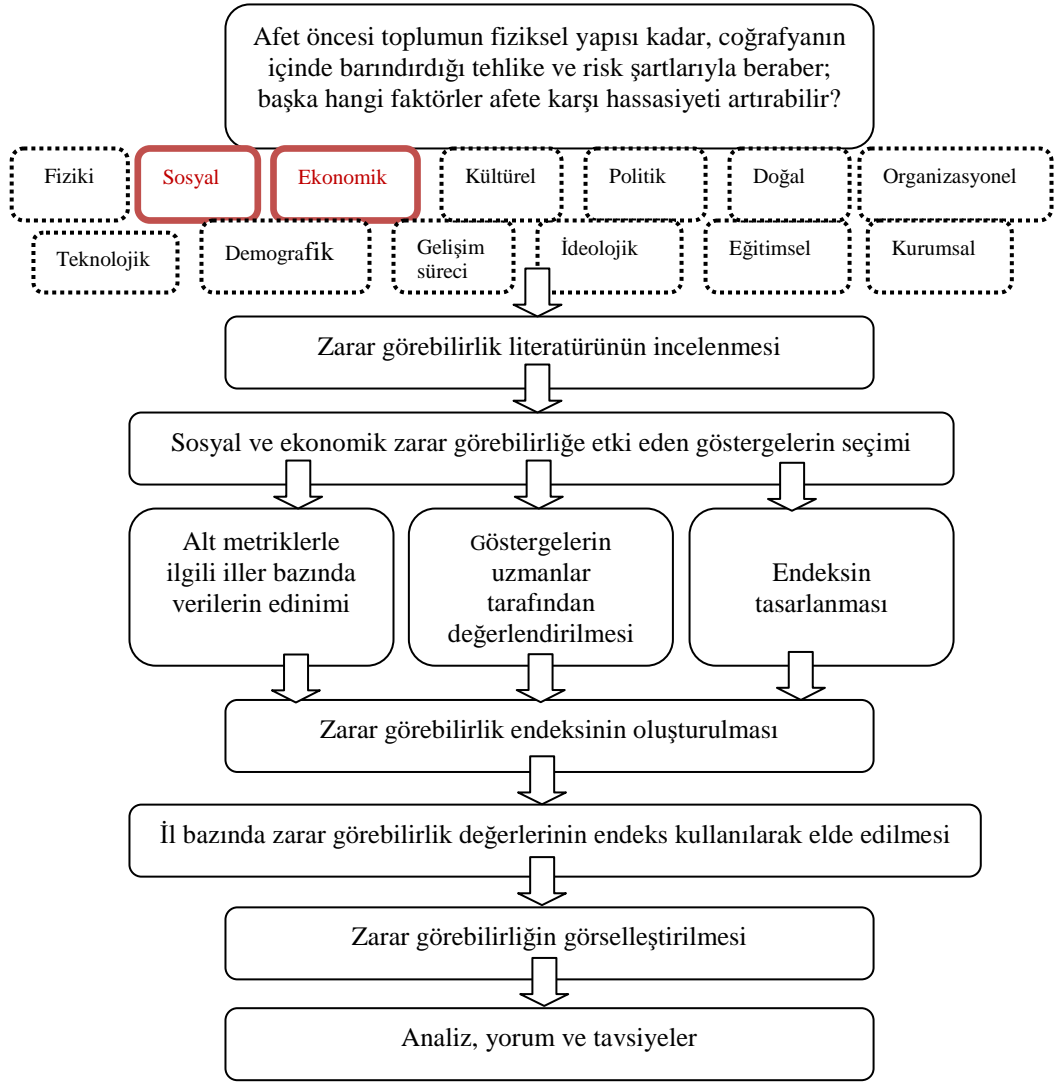 Afet öncesi toplumun fiziksel yapısı kadar, coğrafyanın
içinde barındırdığı tehlike ve risk şartlarıyla beraber;
başka hangi faktörler afete karşı hassasiyeti artırabilir?
Fiziki
Sosyal
Ekonomik
Kültürel
Politik
Doğal
Organizasyonel
Teknolojik
Demografik
Gelişim
süreci
İdeolojik
Eğitimsel
Kurumsal
Zarar görebilirlik literatürünün incelenmesi
Sosyal ve ekonomik zarar görebilirliğe etki eden göstergelerin seçimi
Alt metriklerle
ilgili iller bazında
verilerin edinimi
Göstergelerin
uzmanlar
tarafından
değerlendirilmesi
Endeksin
tasarlanması
Zarar görebilirlik endeksinin oluşturulması
İl bazında zarar görebilirlik değerlerinin endeks kullanılarak elde edilmesi
Zarar görebilirliğin görselleştirilmesi
Analiz, yorum ve tavsiyeler